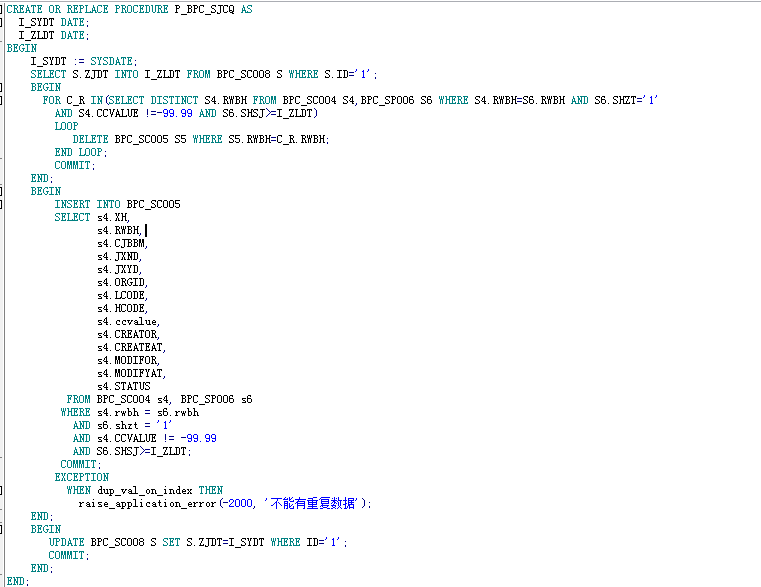 CREATE OR REPLACE PROCEDURE P_BPC_SJCQ AS
I_SYDT DATE;
I_ZLDT DATE;
BEGIN
I_SYDT := SYSDATE;
SELECT S.ZJDT INTO I_ZLDT FROM BPC_SC008 S WHERE S.ID='1';
BEGIN
FOR C_R IN(SELECT DISTINCT S4.RWBH FROM BPC_SC004 S4,BPC_SP006 S6 WHERE S4.RWBH=S6.RWBH AND S6.SHZT='1'
AND S4.CCVALUE !=-99.99 AND S6.SHSJ>=I_ZLDT)
LOOP
DELETE BPC_SC005 S5 WHERE S5.RWBH=C_R.RWBH;
END LOOP;
COMMIT;
END;
BEGIN
INSERT INTO BPC_SC005
SELECT s4.XH,
s4.RWBH,
s4.CJBBM,
s4.JXND,
s4.JXYD,
s4.ORGID,
s4.LCODE,
s4.HCODE,
s4.ccvalue,
s4.CREATOR,
s4.CREATEAT,
s4.MODIFOR,
s4.MODIFYAT,
s4.STATUS
FROM BPC_SC004 s4, BPC_SP006 s6
WHERE s4.rwbh = s6.rwbh
AND s6.shzt = '1'
AND s4.CCVALUE != -99.99
AND S6.SHSJ>=I_ZLDT;
COMMIT;
EXCEPTION
WHEN dup_val_on_index THEN
raise_application_error(-2000, '不能有重复数据');
END;
BEGIN
UPDATE BPC_SC008 S SET S.ZJDT=I_SYDT WHERE ID='1';
COMMIT;
END;
END;